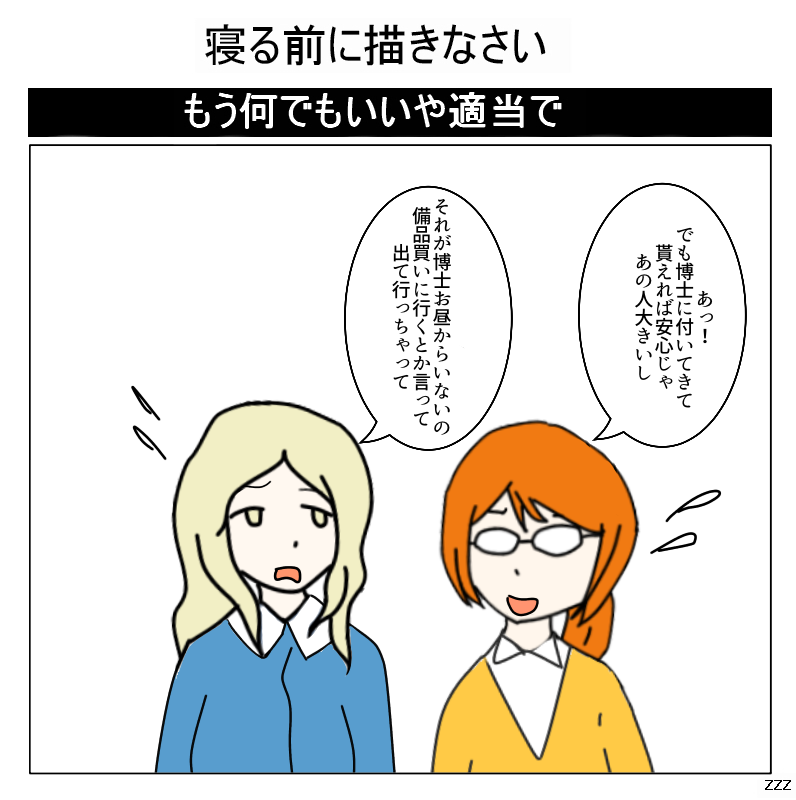 寝る前に描きなさい
もう何でもいいや適当で
あっ！
でも博士に付いてきて
貰えれば安心じゃ
あの人大きいし
それが博士お昼からいないの
備品買いに行くとか言って
出て行っちゃって
zzz